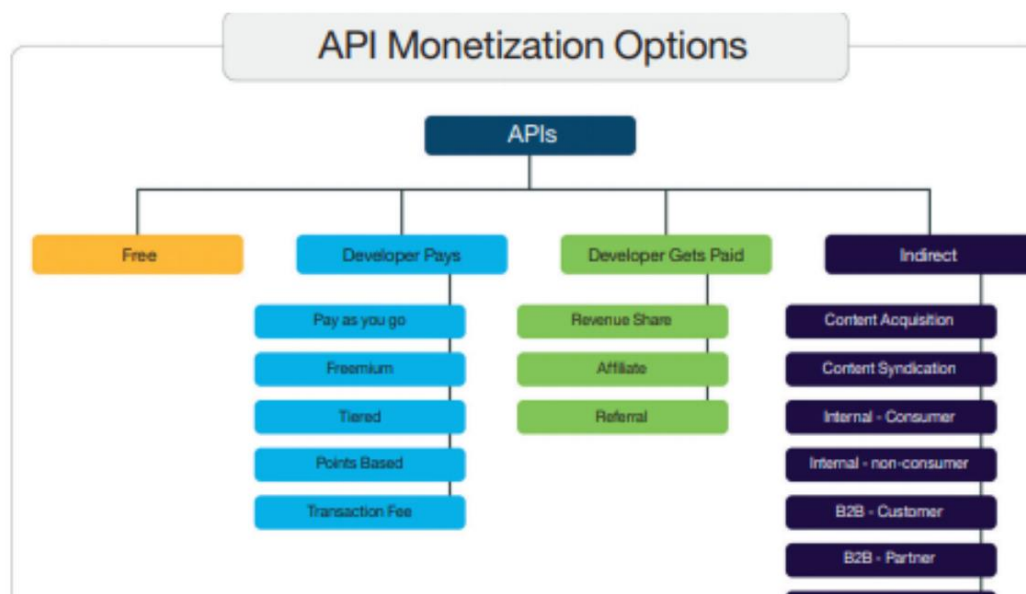 API Monetization Options
APIs
Free
Developer Pays
Pay as you go
Freemium
Tiered
Points Based
Transaction Fee
Developer Gets Paid
Revenue Share
Affiliate
Referral
Indirect
Content Acquisition
Content Syndication
Internal - Consumer
Internal - non-consumer
B2B - Customer
B2B - Partner